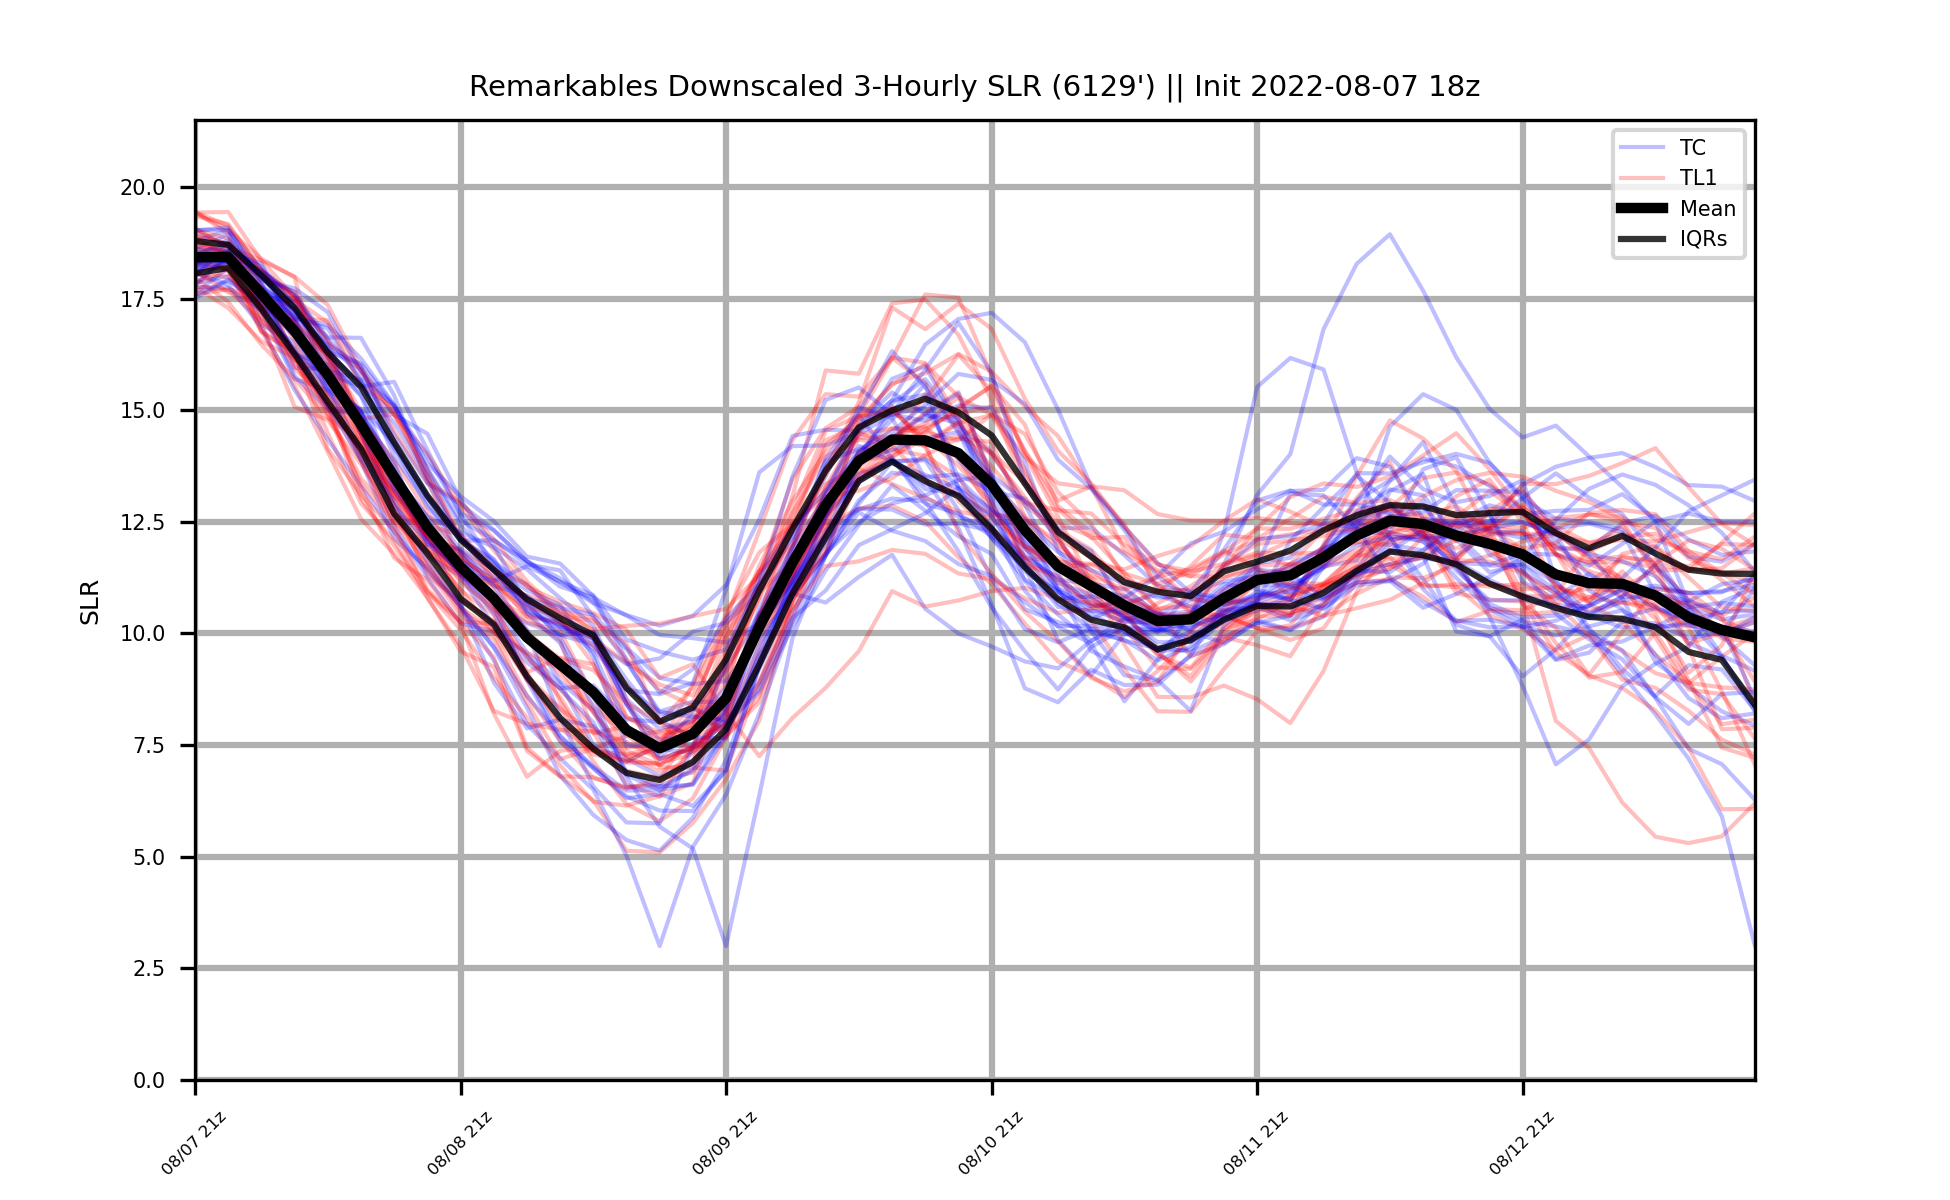 Remarkables Downscaled 3-Hourly SLR (6129') || Init 2022-08-07 18z
TC
TL1
Mean
IQRs
20.0
17.5
15.0
12.5
10.0
7.5
5.0
2.5
0.0
SLR
08/07 21z
08/08 21z
08/09 21z
08/10 21z
08/11 21z
08/12 21z